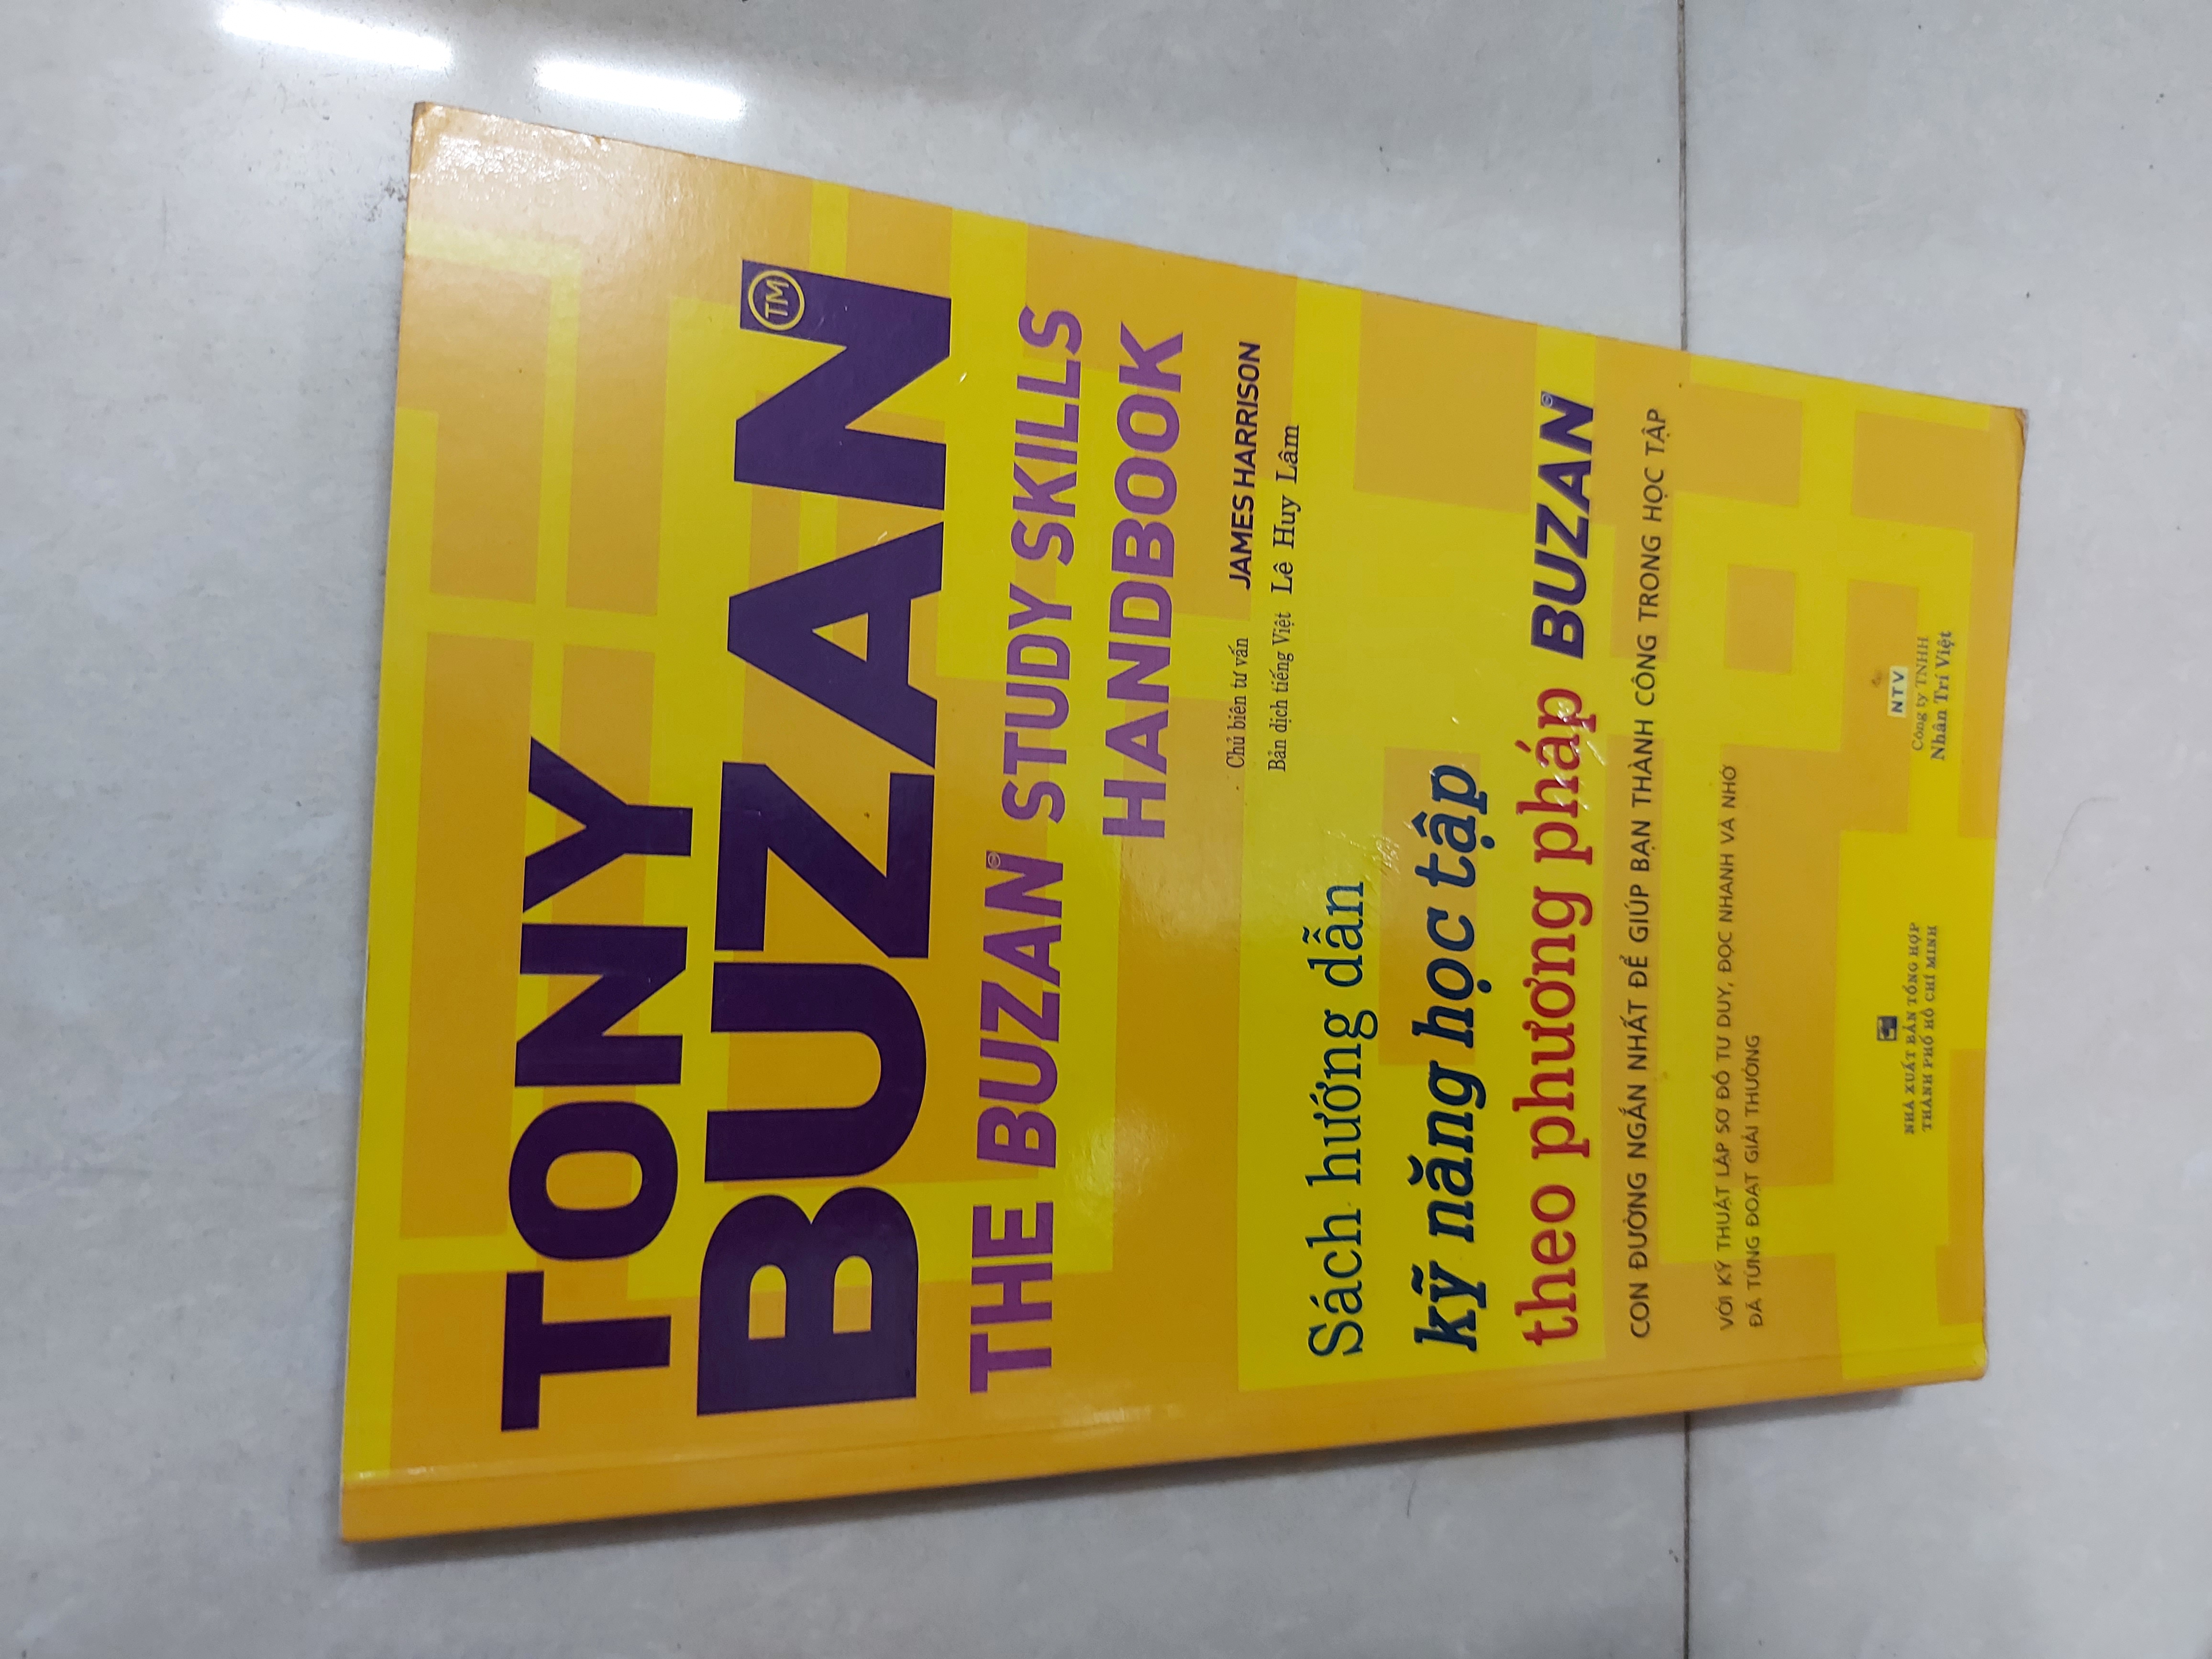 TONY
BUZAN TM
THE BUZAN STUDY SKILLS
HANDBOOK
Chủ biên tư vấn JAMES HARRISON
Bản dịch tiếng Việt Lê Huy Lâm
Sách hướng dẫn
kỹ năng học tập
theo phương pháp BUZAN
CON ĐƯỜNG NGẮN NHẤT ĐỂ GIÚP BẠN THÀNH CÔNG TRONG HỌC TẬP
VỚI KỸ THUẬT LẬP SƠ ĐỒ TƯ DUY, ĐỌC NHANH VÀ NHỚ
ĐÃ TỪNG ĐOẠT GIẢI THƯỞNG
NHÀ XUẤT BẢN TỔNG HỢP
THÀNH PHỐ HỒ CHÍ MINH
NTV
Công ty TNHH
Nhân Trí Việt